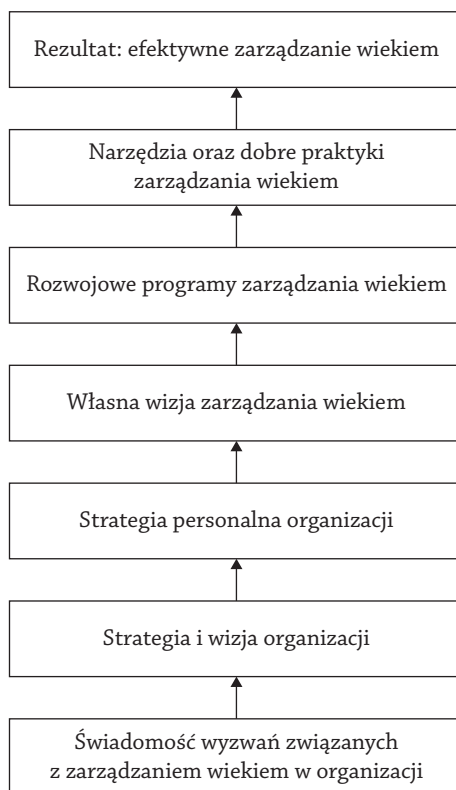 Rezultat: efektywne zarządzanie wiekiem
Narzędzia oraz dobre praktyki
zarządzania wiekiem
Rozwojowe programy zarządzania wiekiem
Własna wizja zarządzania wiekiem
Strategia personalna organizacji
Strategia i wizja organizacji
Świadomość wyzwań związanych
z zarządzaniem wiekiem w organizacji